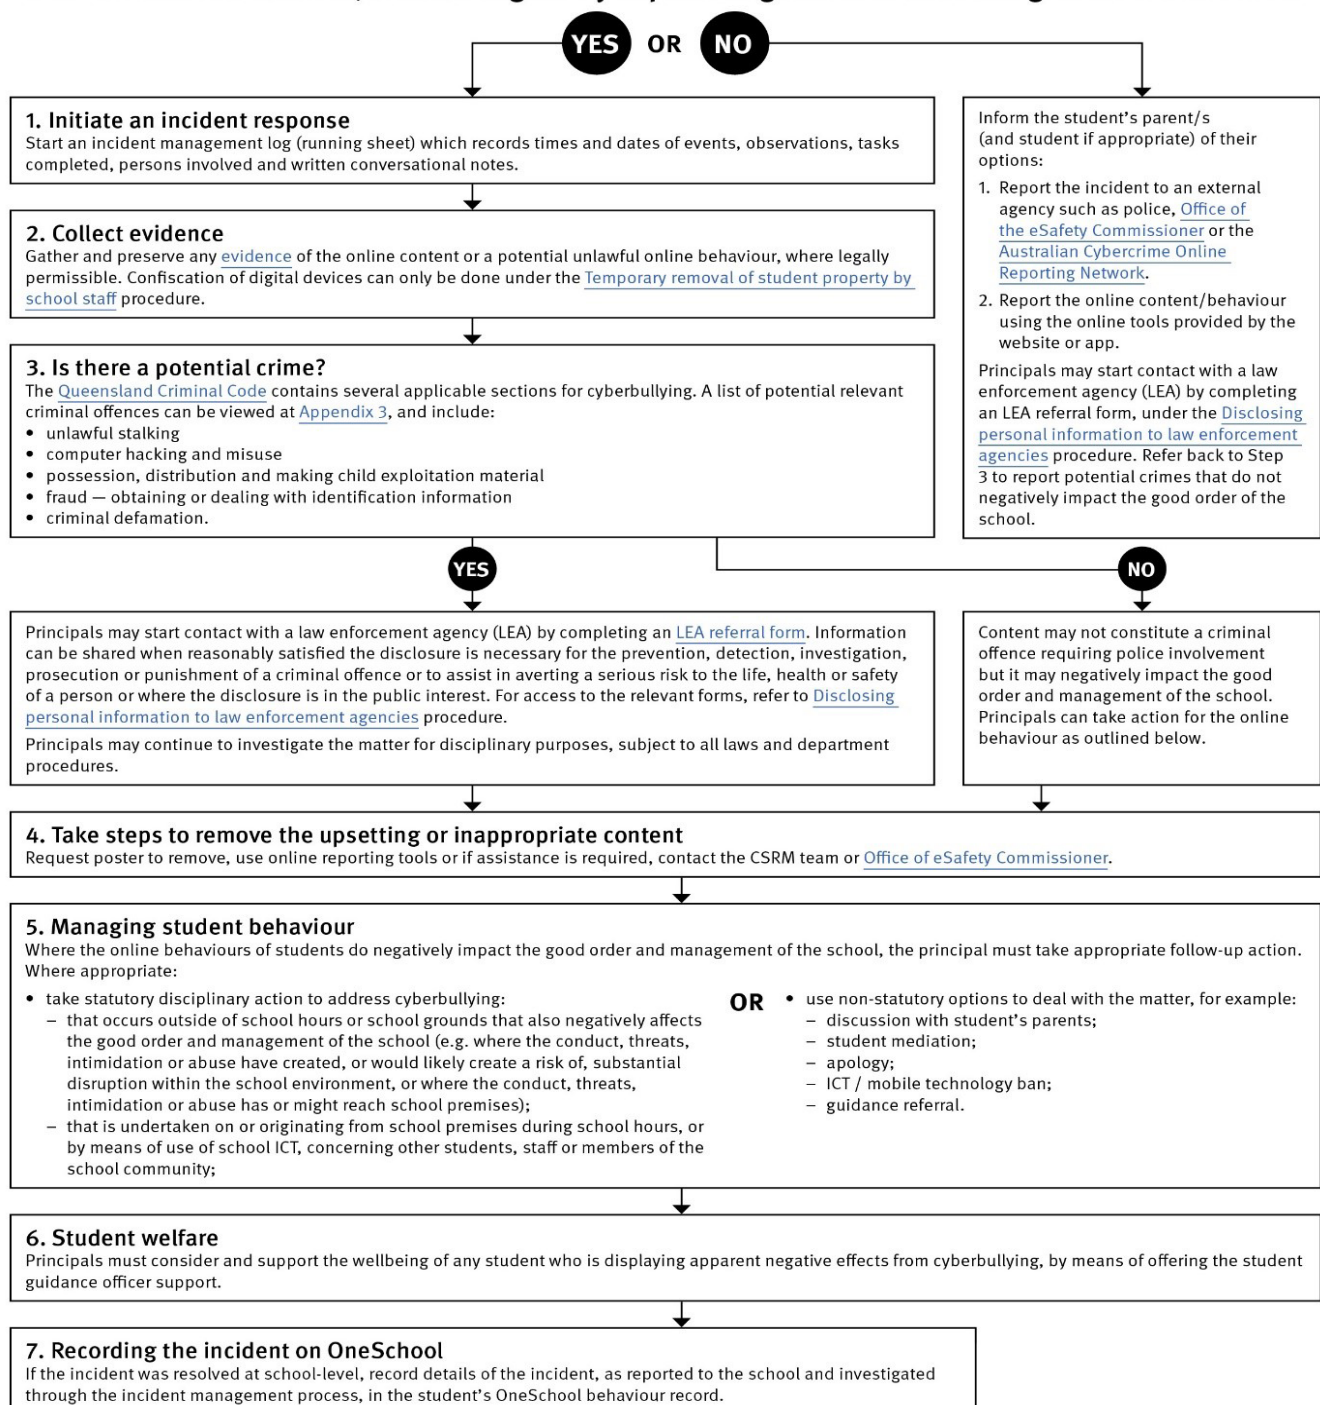 YES OR NO
1. Initiate an incident response
Start an incident management log (running sheet) which records times and dates of events, observations, tasks
completed, persons involved and written conversational notes.
2. Collect evidence
Gather and preserve any evidence of the online content or a potential unlawful online behaviour, where legally
permissible. Confiscation of digital devices can only be done under the Temporary removal of student property by
school staff procedure.
3. Is there a potential crime?
The Queensland Criminal Code contains several applicable sections for cyberbullying. A list of potential relevant
criminal offences can be viewed at Appendix 3, and include:
• unlawful stalking
• computer hacking and misuse
• possession, distribution and making child exploitation material
• fraud — obtaining or dealing with identification information
• criminal defamation.
Inform the student's parent/s
(and student if appropriate) of their
options:
1. Report the incident to an external
agency such as police, Office of
the eSafety Commissioner or the
Australian Cybercrime Online
Reporting Network.
2. Report the online content/behaviour
using the online tools provided by the
website or app.
Principals may start contact with a law
enforcement agency (LEA) by completing
an LEA referral form, under the Disclosing
personal information to law enforcement
agencies procedure. Refer back to Step
3 to report potential crimes that do not
negatively impact the good order of the
school.
YES
NO
Principals may start contact with a law enforcement agency (LEA) by completing an LEA referral form. Information
can be shared when reasonably satisfied the disclosure is necessary for the prevention, detection, investigation,
prosecution or punishment of a criminal offence or to assist in averting a serious risk to the life, health or safety
of a person or where the disclosure is in the public interest. For access to the relevant forms, refer to Disclosing
personal information to law enforcement agencies procedure.
Principals may continue to investigate the matter for disciplinary purposes, subject to all laws and department
procedures.
Content may not constitute a criminal
offence requiring police involvement
but it may negatively impact the good
order and management of the school.
Principals can take action for the online
behaviour as outlined below.
4. Take steps to remove the upsetting or inappropriate content
Request poster to remove, use online reporting tools or if assistance is required, contact the CSRM team or Office of eSafety Commissioner.
5. Managing student behaviour
Where the online behaviours of students do negatively impact the good order and management of the school, the principal must take appropriate follow-up action.
Where appropriate:
• take statutory disciplinary action to address cyberbullying:
– that occurs outside of school hours or school grounds that also negatively affects
the good order and management of the school (e.g. where the conduct, threats,
intimidation or abuse have created, or would likely create a risk of, substantial
disruption within the school environment, or where the conduct, threats,
intimidation or abuse has or might reach school premises);
– that is undertaken on or originating from school premises during school hours, or
by means of use of school ICT, concerning other students, staff or members of the
school community;
OR
• use non-statutory options to deal with the matter, for example:
– discussion with student's parents;
– student mediation;
– apology;
– ICT / mobile technology ban;
– guidance referral.
6. Student welfare
Principals must consider and support the wellbeing of any student who is displaying apparent negative effects from cyberbullying, by means of offering the student
guidance officer support.
7. Recording the incident on OneSchool
If the incident was resolved at school-level, record details of the incident, as reported to the school and investigated
through the incident management process, in the student's OneSchool behaviour record.